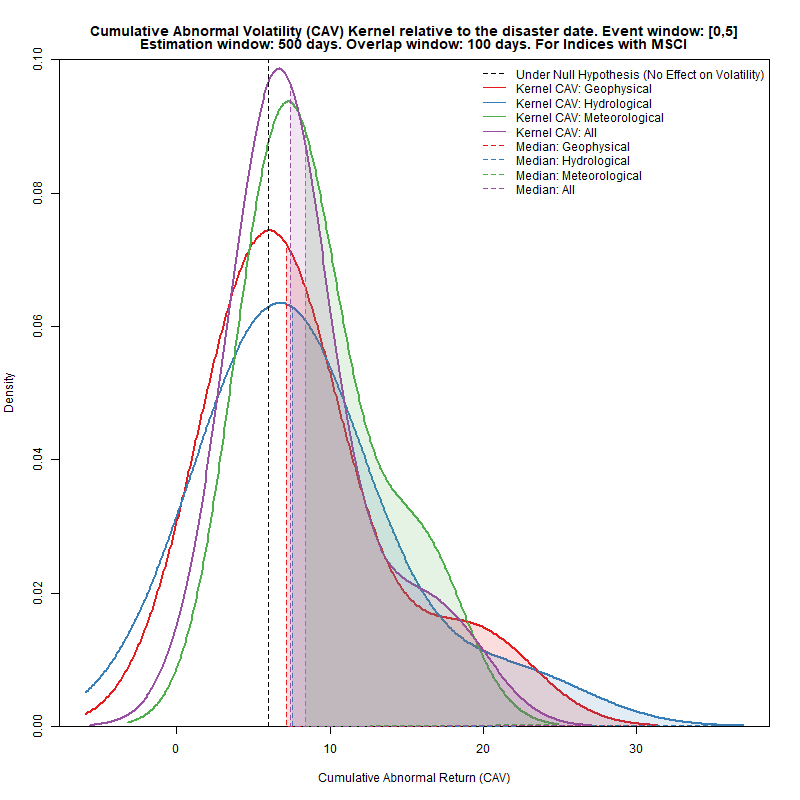 Cumulative Abnormal Volatility (CAV) Kernel relative to the disaster date. Event window: [0,5]
Estimation window: 500 days. Overlap window: 100 days. For Indices with MSCI
Under Null Hypothesis (No Effect on Volatility)
Kernel CAV: Geophysical
Kernel CAV: Hydrological
Kernel CAV: Meteorological
Kernel CAV: All
Median: Geophysical
Median: Hydrological
Median: Meteorological
Median: All
Density
0.10
0.08
0.06
0.04
0.02
0.00
0
10
20
30
Cumulative Abnormal Return (CAV)